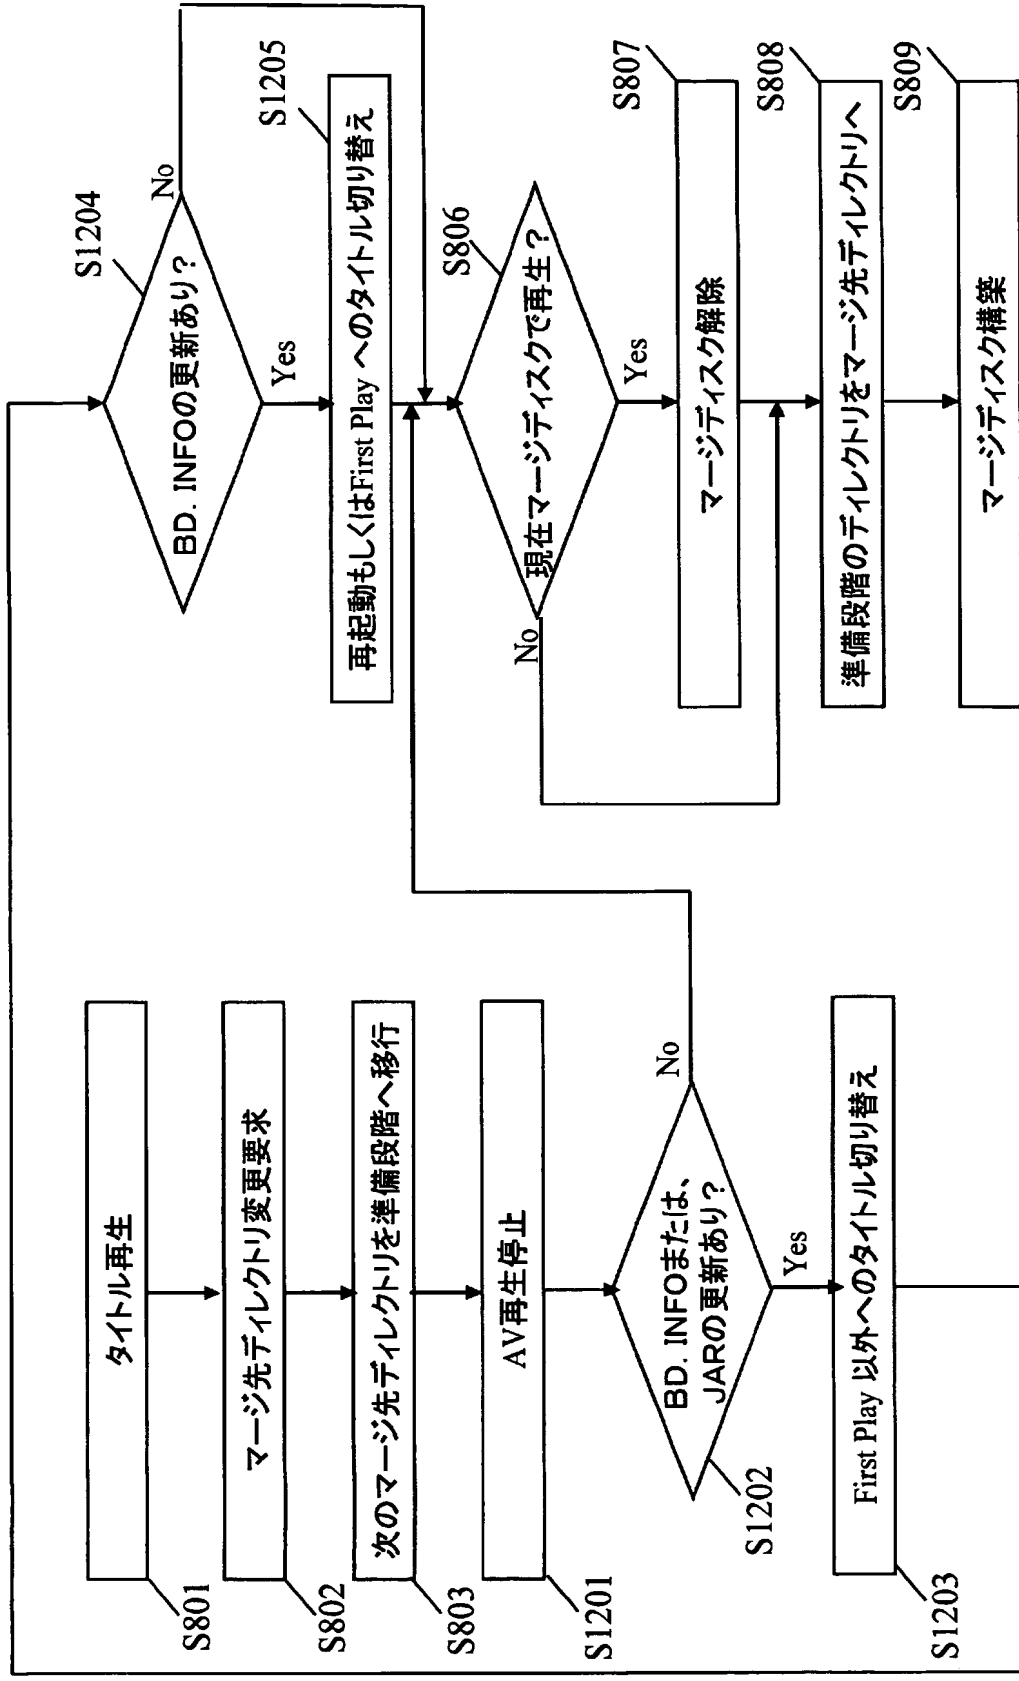 タイトル再生
S801
マージ先ディレクトリ変更要求
S802
次のマージ先ディレクトリを準備段階へ移行
S803
AV再生停止
S1201
BD. INFOまたは、
JARの更新あり？
S1202
No
Yes
First Play 以外へのタイトル切り替え
S1203
BD. INFOの更新あり？
S1204
No
Yes
再起動もしくはFirst Play へのタイトル切り替え
S1205
現在マージディスクで再生？
S806
No
Yes
マージディスク解除
S807
準備段階のディレクトリをマージ先ディレクトリへ
S808
マージディスク構築
S809